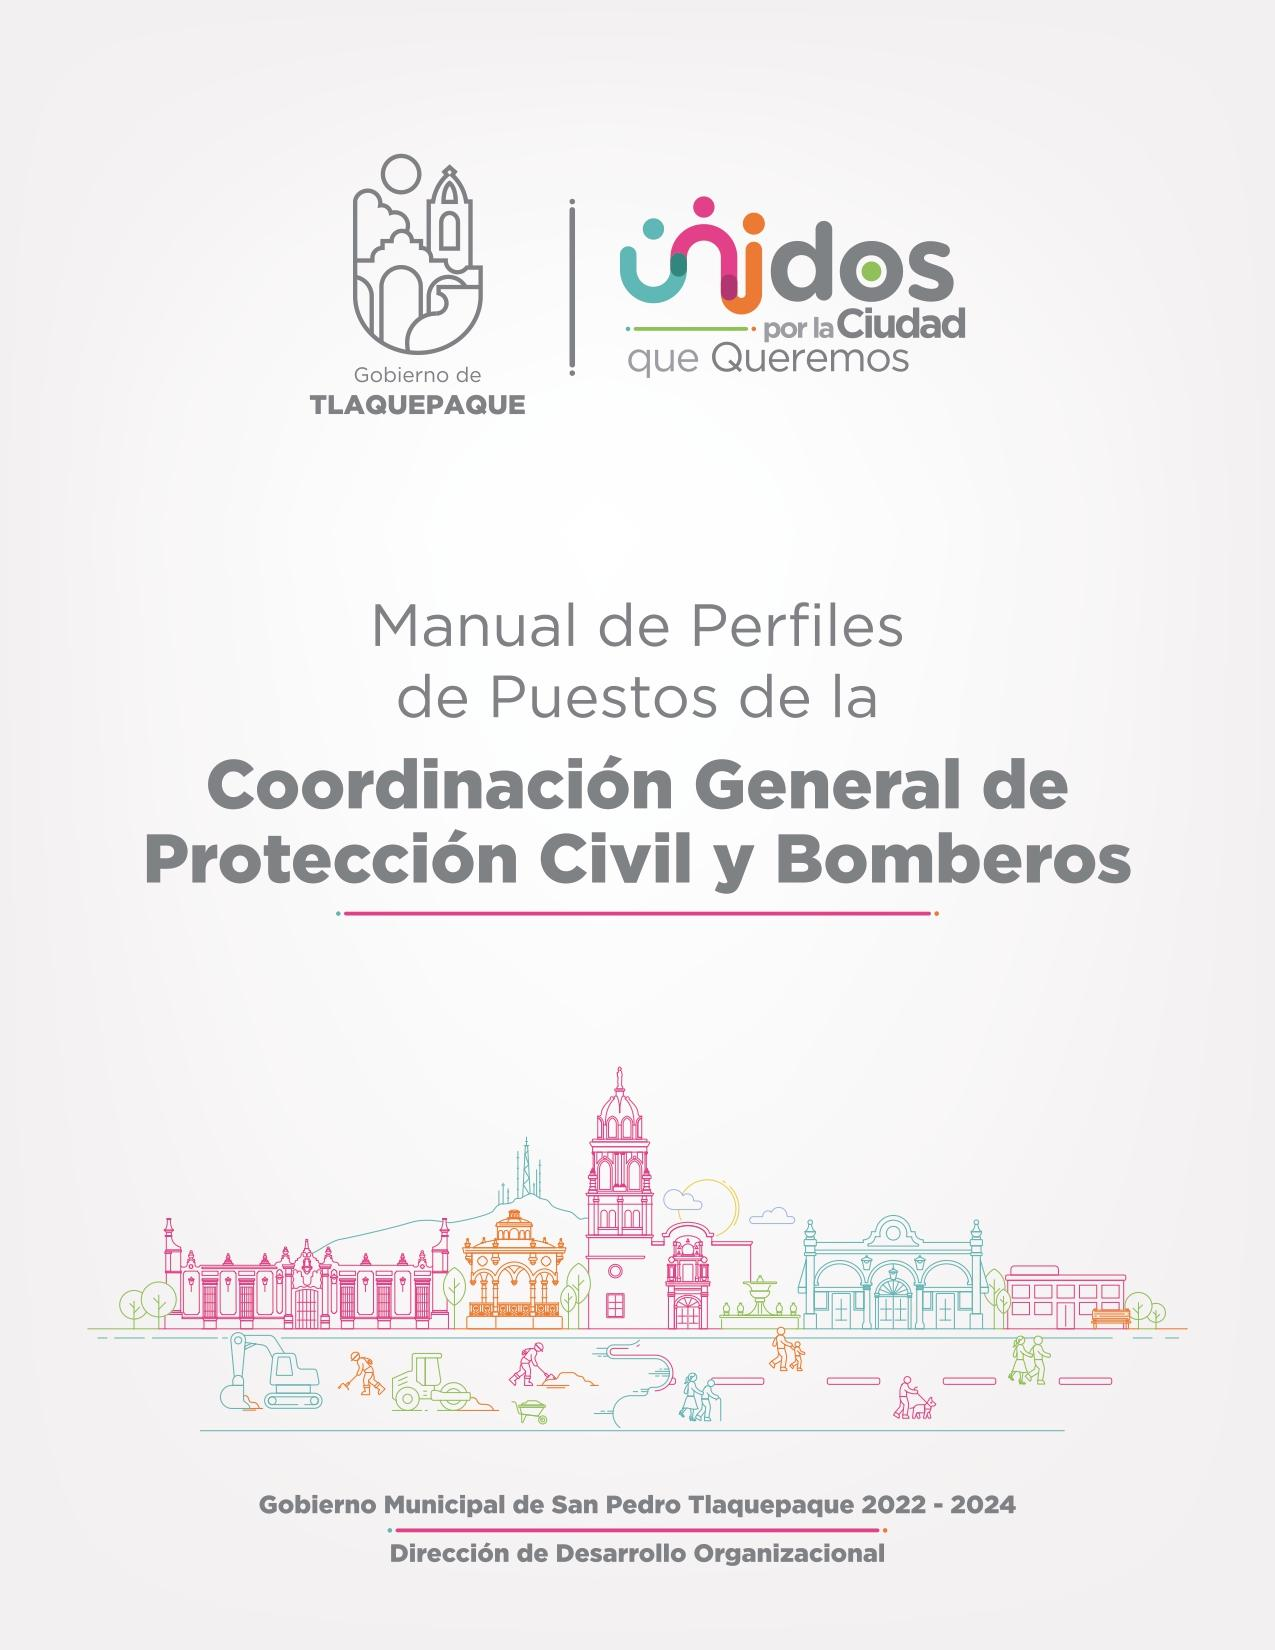 Gobierno de
TLAQUEPAQUE
Unidos
por la Ciudad
que Queremos
Manual de Perfiles
de Puestos de la
Coordinación General de
Protección Civil y Bomberos
Gobierno Municipal de San Pedro Tlaquepaque 2022 - 2024
Dirección de Desarrollo Organizacional